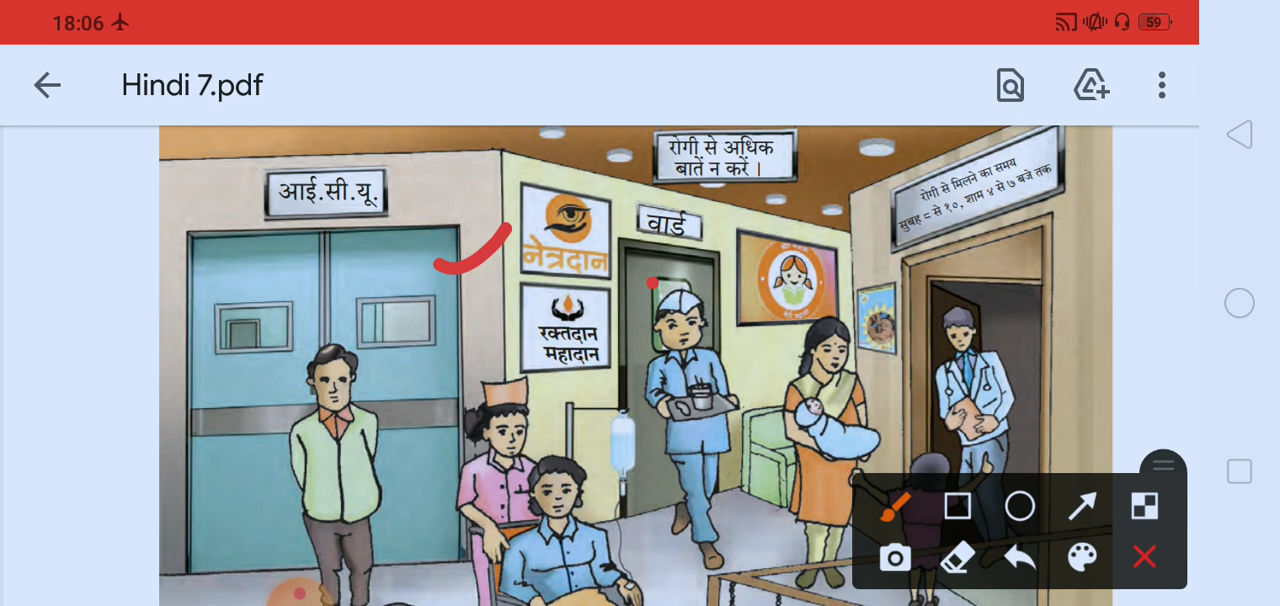 18:06
59
Hindi 7.pdf
रोगी से अधिक
बातें न करें ।
आई.सी.यू.
रोगी से मिलने का समय
सुबह ८ से १०, शाम ४ से ७ बजे तक
वार्ड
नेत्रदान
रक्तदान
महादान